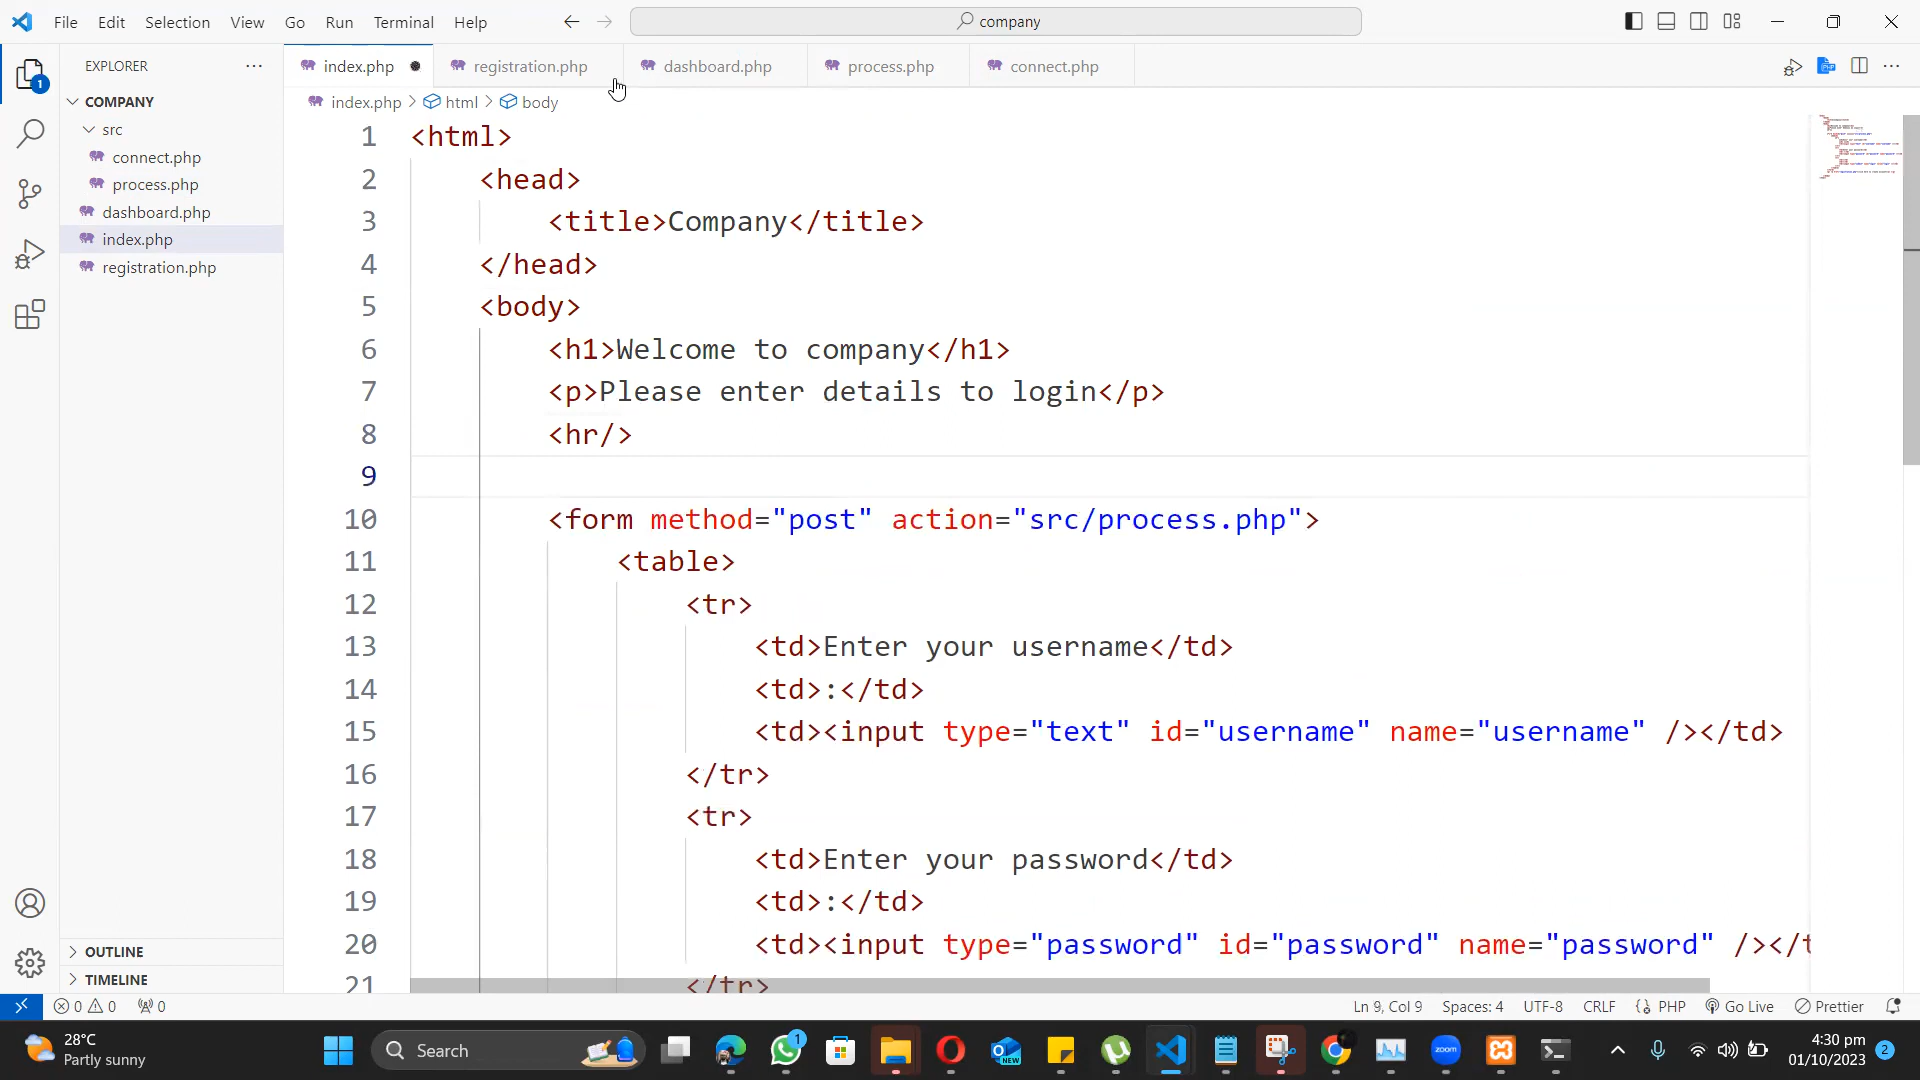 File Edit Selection View Go Run Terminal Help company
EXPLORER index.php registration.php dashboard.php process.php connect.php
index.php html body
COMPANY
src
connect.php
process.php
dashboard.php
index.php
registration.php
1 <html>
2 <head>
3 <title>Company</title>
4 </head>
5 <body>
6 <h1>Welcome to company</h1>
7 <p>Please enter details to login</p>
8 <hr/>
9
10 <form method="post" action="src/process.php">
11 <table>
12 <tr>
13 <td>Enter your username</td>
14 <td>:</td>
15 <td><input type="text" id="username" name="username" /></td>
16 </tr>
17 <tr>
18 <td>Enter your password</td>
19 <td>:</td>
20 <td><input type="password" id="password" name="password" /></t
21 </tr>
1
OUTLINE
TIMELINE
0 0 0 Ln 9, Col 9 Spaces: 4 UTF-8 CRLF PHP Go Live Prettier
28°C
Partly sunny
Search
1
NEW
zoom
4:30 pm
01/10/2023
2